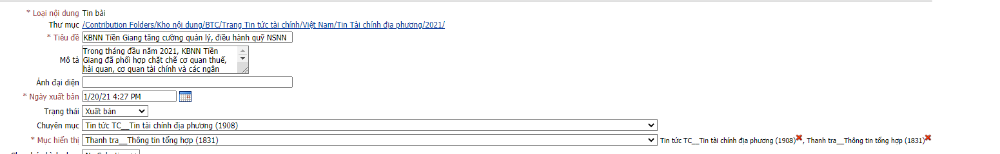 * Loại nội dung Tin bài
Thư mục /Contribution Folders/Kho nội dung/BTC/Trang Tin tức tài chính/Việt Nam/Tin Tài chính địa phương/2021/
* Tiêu đề KBNN Tiền Giang tăng cường quản lý, điều hành quỹ NSNN
Mô tả Trong tháng đầu năm 2021, KBNN Tiền
Giang đã phối hợp chặt chẽ cơ quan thuế,
hải quan, cơ quan tài chính và các ngân
Ảnh đại diện
* Ngày xuất bản 1/20/21 4:27 PM
Trạng thái Xuất bản
Chuyên mục Tin tức TC__Tin tài chính địa phương (1908)
* Mục hiển thị Thanh tra__Thông tin tổng hợp (1831) Tin tức TC__Tin tài chính địa phương (1908) , Thanh tra__Thông tin tổng hợp (1831)